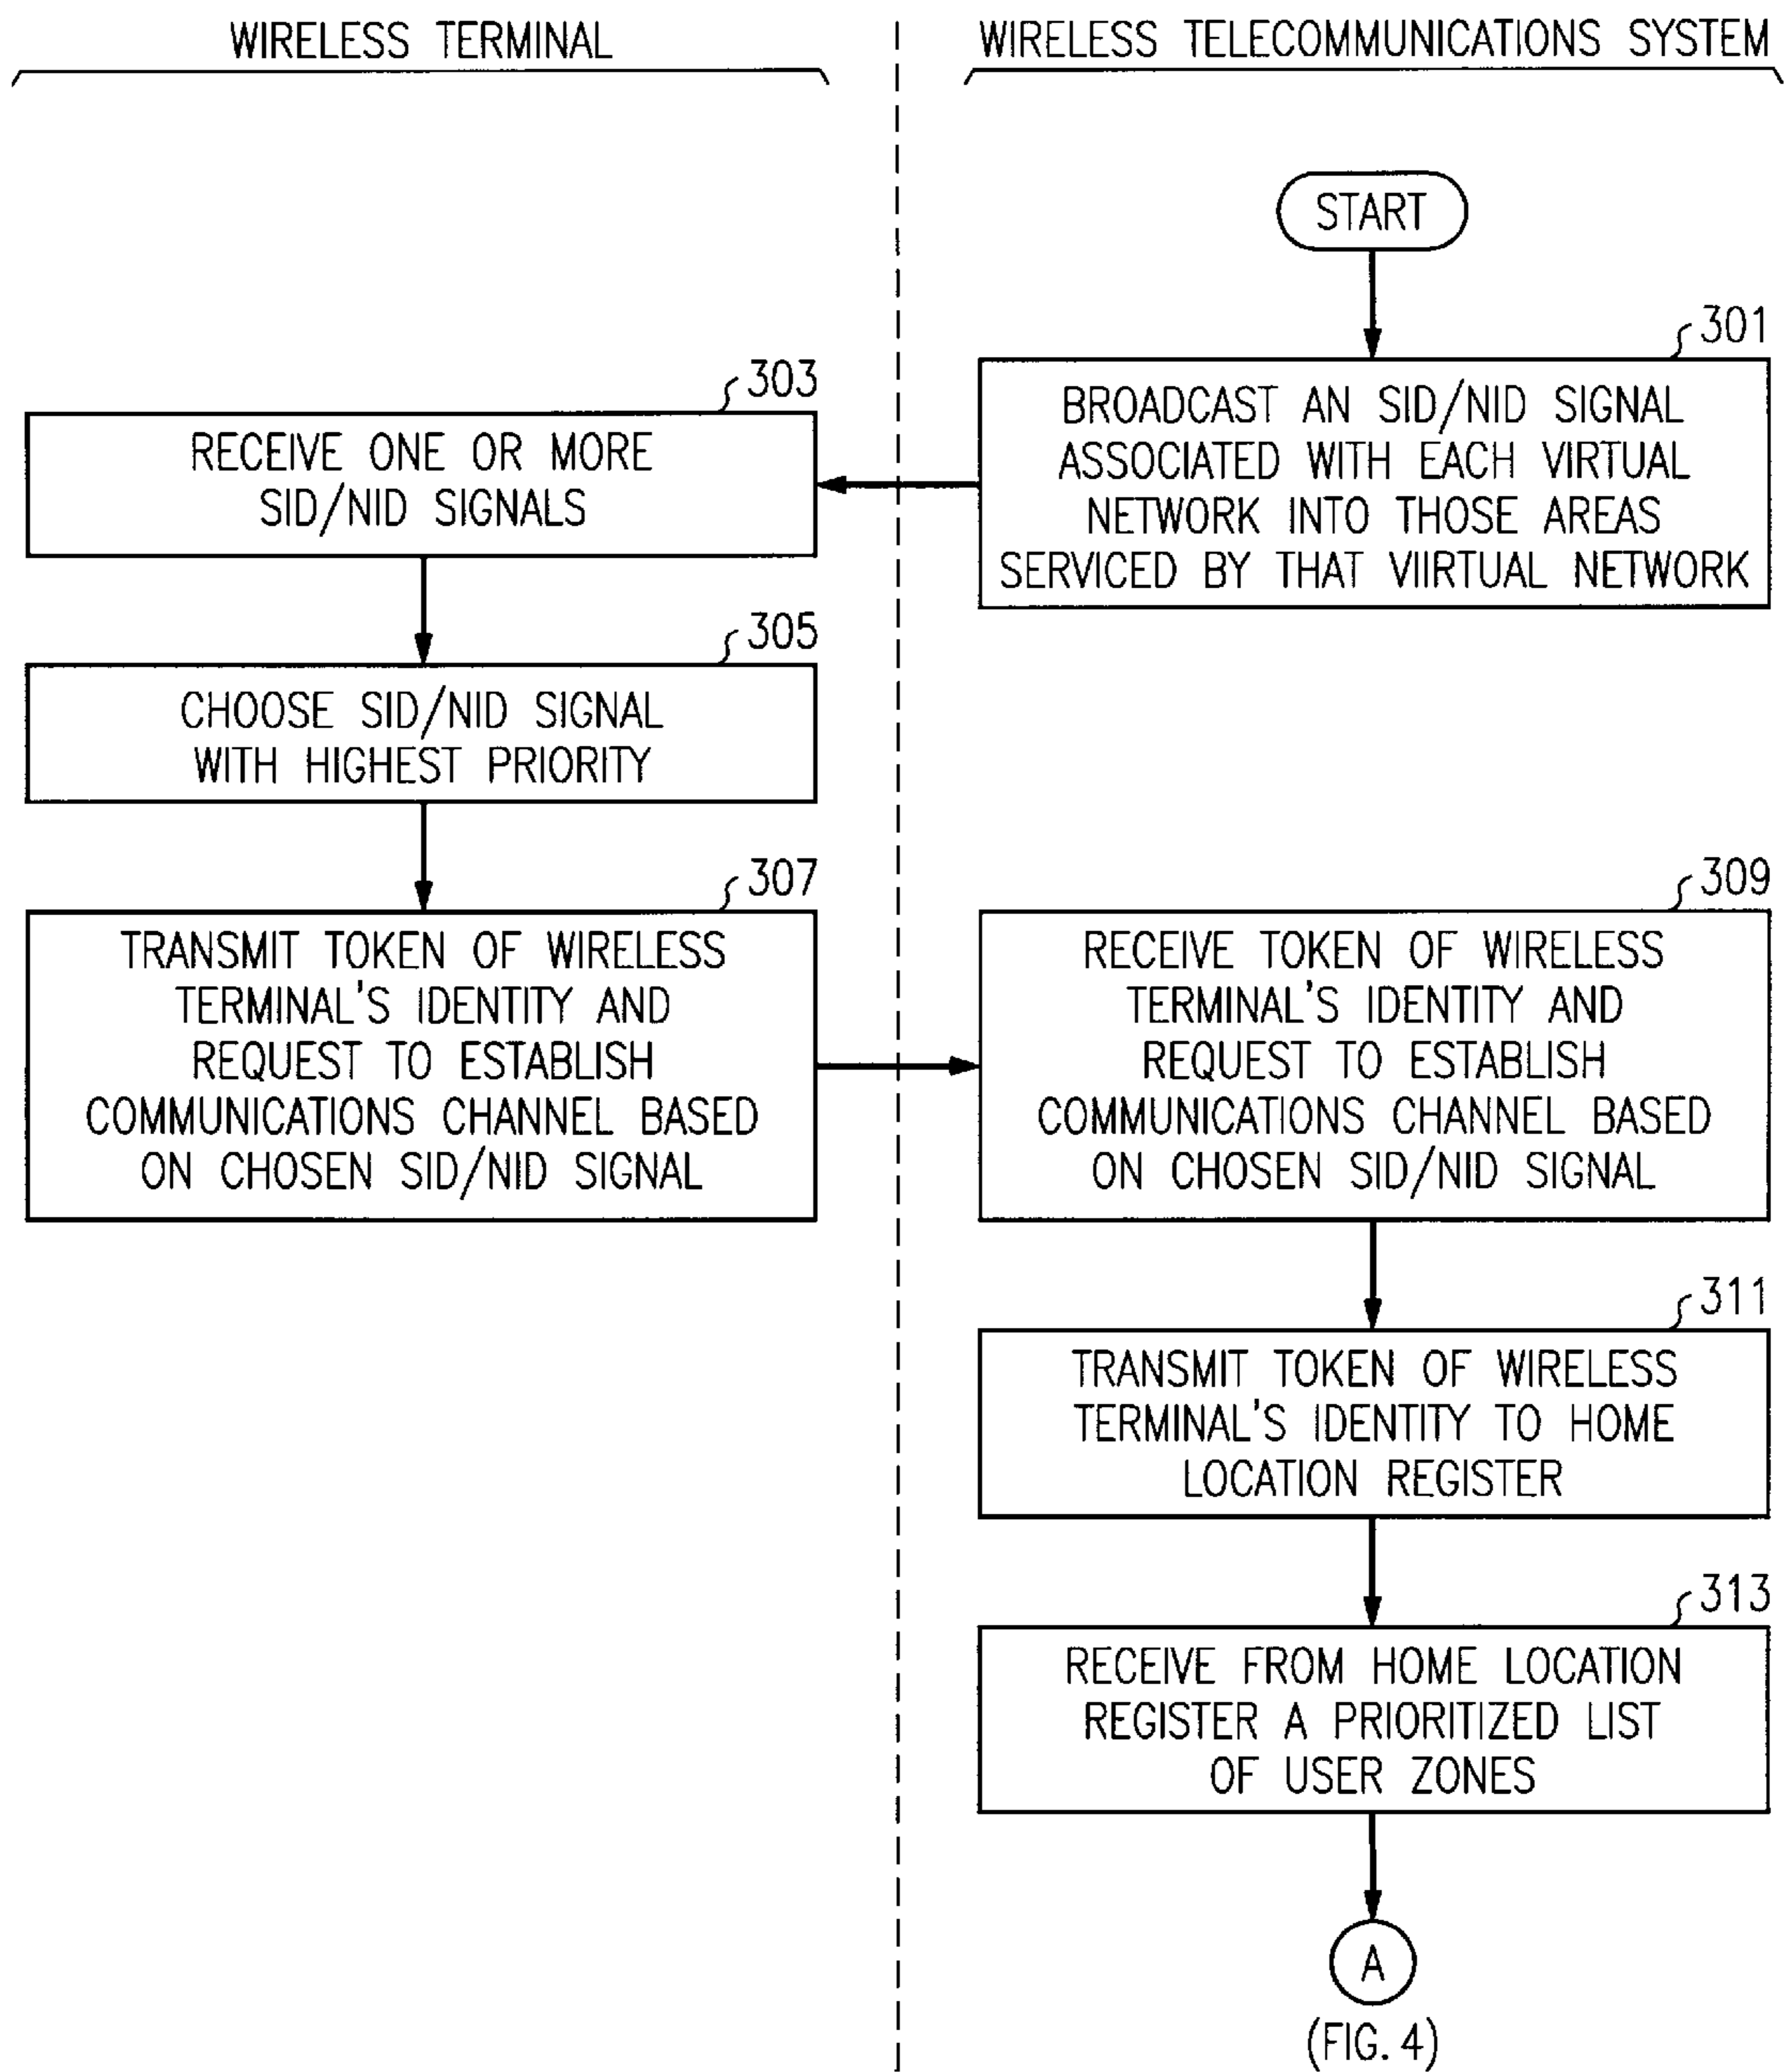 WIRELESS TERMINAL
WIRELESS TELECOMMUNICATIONS SYSTEM
START
301
BROADCAST AN SID/NID SIGNAL
ASSOCIATED WITH EACH VIRTUAL
NETWORK INTO THOSE AREAS
SERVICED BY THAT VIIRTUAL NETWORK
303
RECEIVE ONE OR MORE
SID/NID SIGNALS
305
CHOOSE SID/NID SIGNAL
WITH HIGHEST PRIORITY
307
TRANSMIT TOKEN OF WIRELESS
TERMINAL'S IDENTITY AND
REQUEST TO ESTABLISH
COMMUNICATIONS CHANNEL BASED
ON CHOSEN SID/NID SIGNAL
309
RECEIVE TOKEN OF WIRELESS
TERMINAL'S IDENTITY AND
REQUEST TO ESTABLISH
COMMUNICATIONS CHANNEL BASED
ON CHOSEN SID/NID SIGNAL
311
TRANSMIT TOKEN OF WIRELESS
TERMINAL'S IDENTITY TO HOME
LOCATION REGISTER
313
RECEIVE FROM HOME LOCATION
REGISTER A PRIORITIZED LIST
OF USER ZONES
A
(FIG. 4)